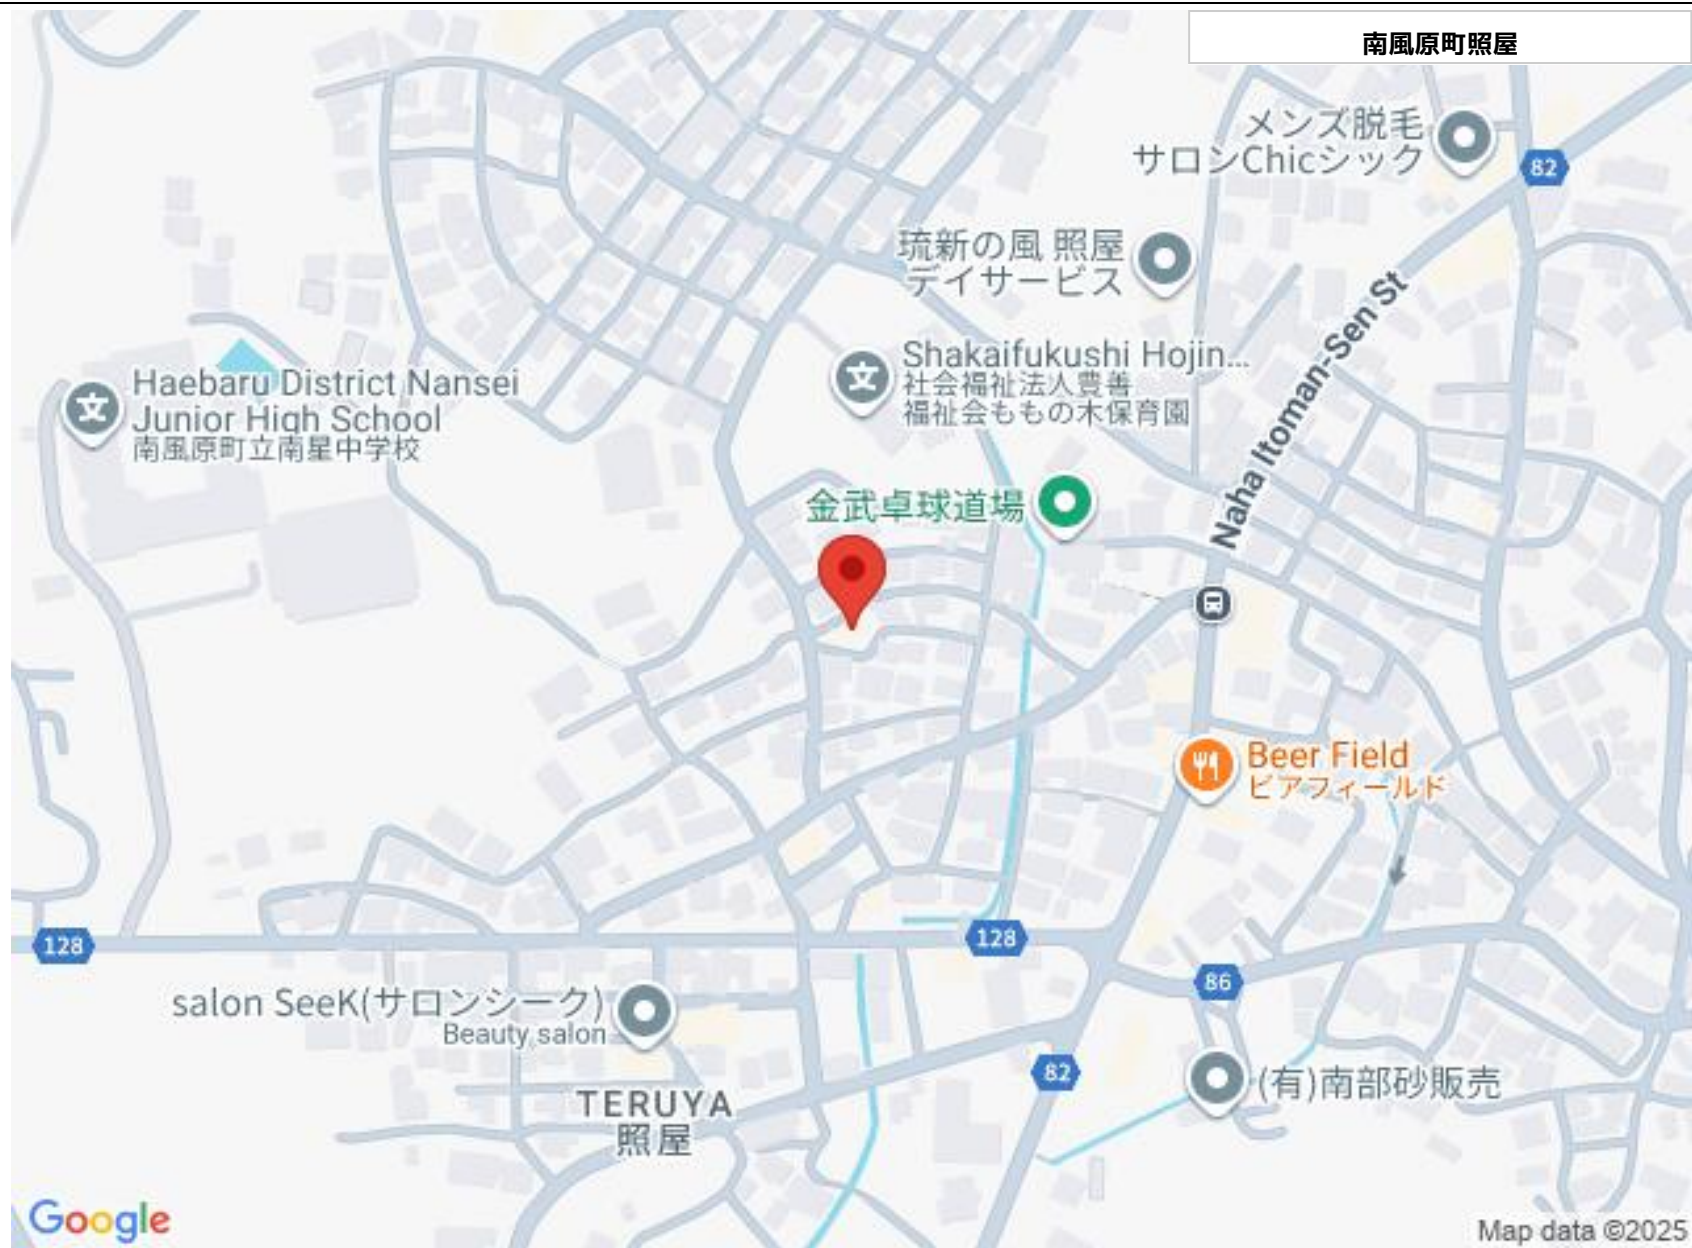 南風原町照屋
メンズ脱毛
サロンChicシック
82
琉新の風 照屋
デイサービス
Naha Itoman-Sen St
Shakaifukushi Hojin...
社会福祉法人豊善
福祉会ももの木保育園
Haebaru District Nansei
Junior High School
南風原町立南星中学校
金武卓球道場
Beer Field
ビアフィールド
128
128
86
salon SeeK(サロンシーク)
Beauty salon
82
(有)南部砂販売
TERUYA
照屋
Google
Map data ©2025